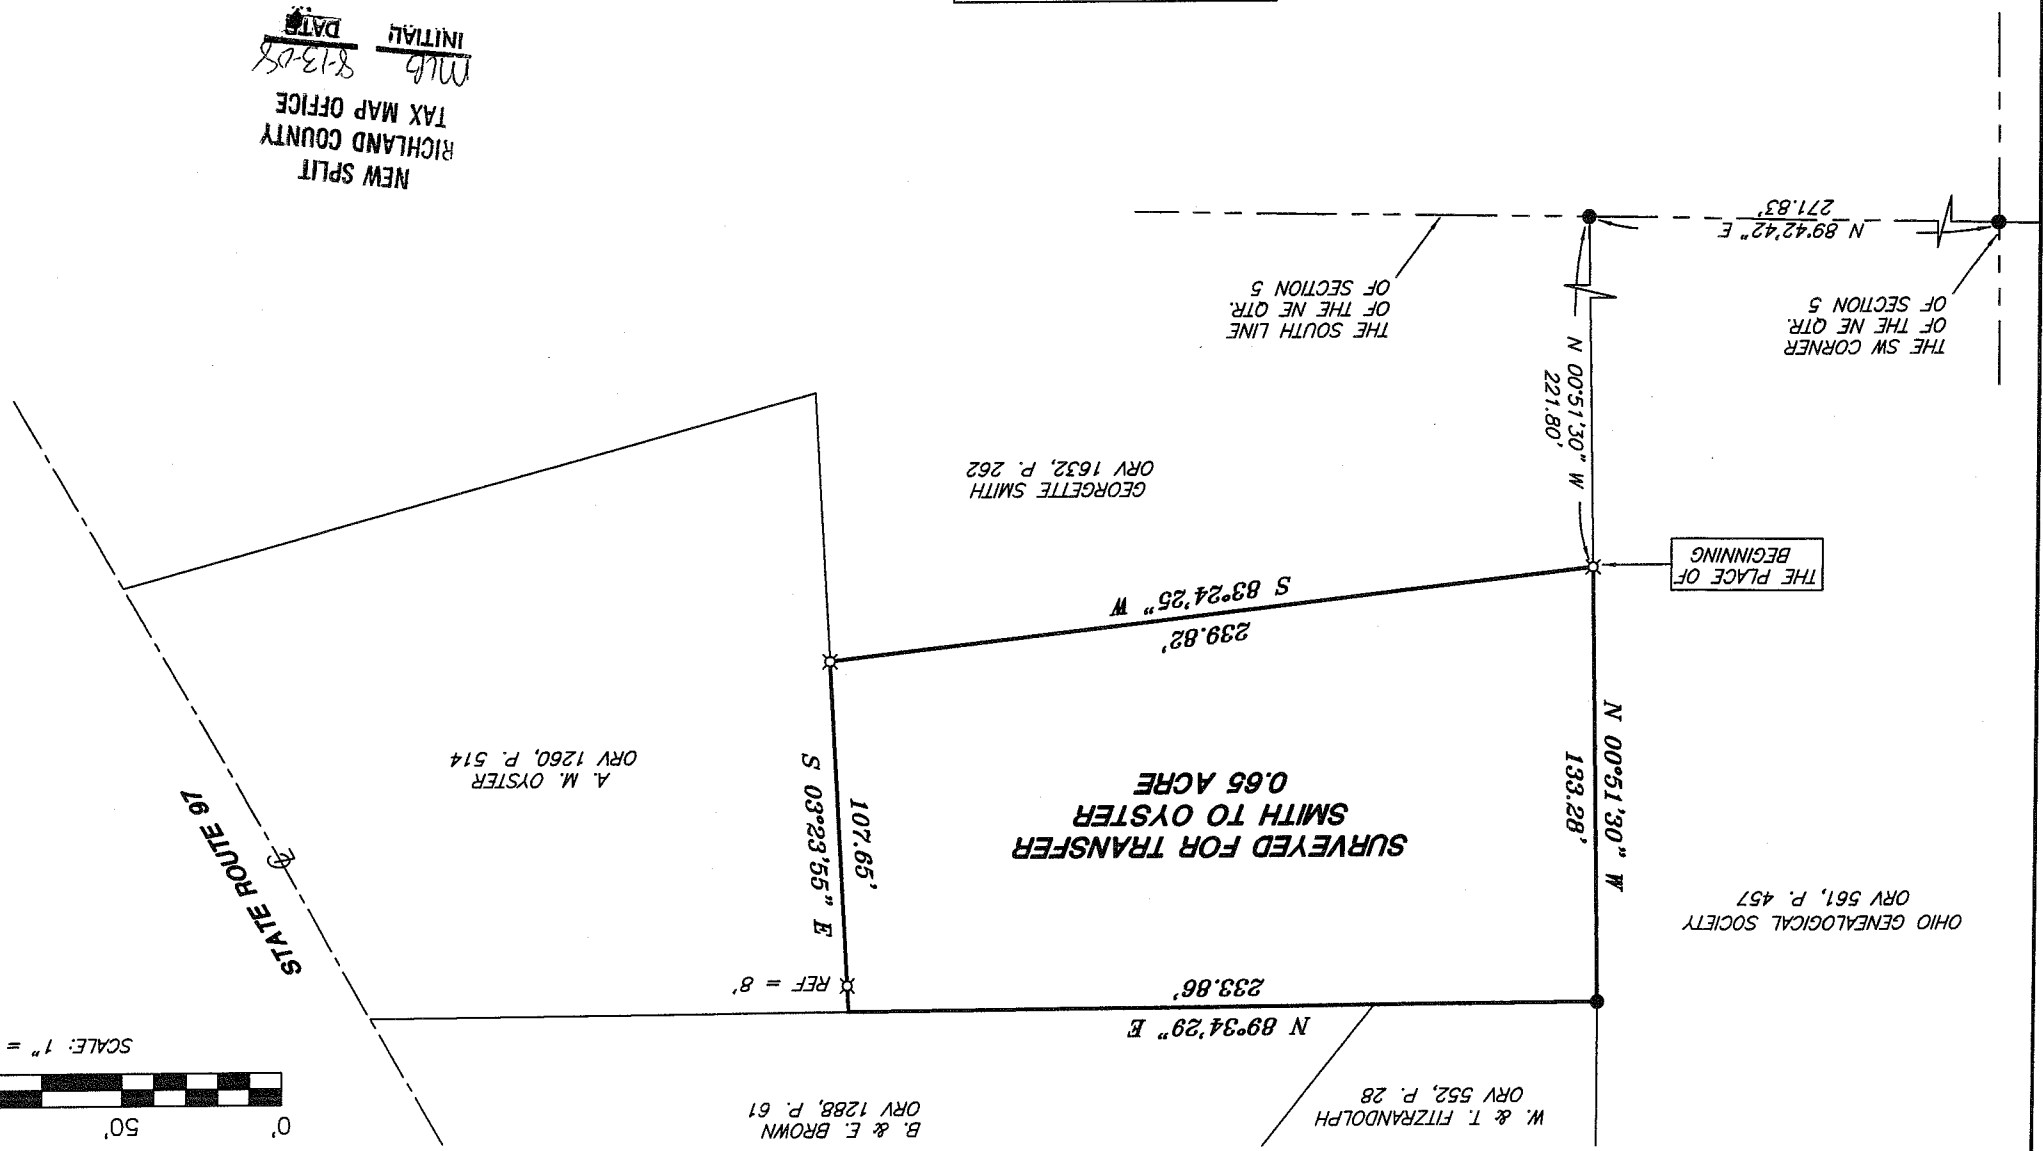 0'
50'
SCALE: 1" =
B. & E. BROWN
ORV 1288, P. 61
W. & T. FITZRANDOLPH
ORV 552, P. 28
N 89°34'29" E
233.86'
REF = 8'
STATE ROUTE 97
OHIO GENEALOGICAL SOCIETY
ORV 561, P. 457
N 00°51'30" W
133.28'
SURVEYED FOR TRANSFER
SMITH TO OYSTER
0.65 ACRE
107.65'
S 03°23'55" E
A. M. OYSTER
ORV 1260, P. 514
239.82'
S 83°24'25" W
THE PLACE OF
BEGINNING
GEORGETTE SMITH
ORV 1632, P. 262
N 00°51'30" W
221.80'
THE SW CORNER
OF THE NE QTR.
OF SECTION 5
THE SOUTH LINE
OF THE NE QTR.
OF SECTION 5
N 89°42'42" E
271.83'
NEW SPLIT
RICHLAND COUNTY
TAX MAP OFFICE
MLB 8-13-08
INITIAL DATE